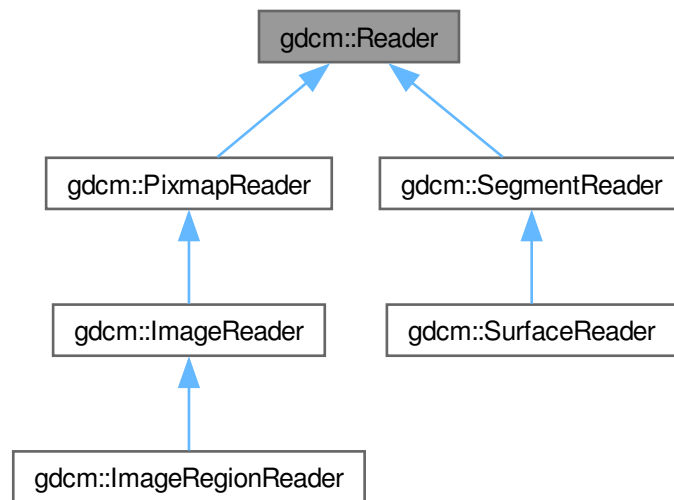 gdcm::Reader
gdcm::PixmapReader
gdcm::SegmentReader
gdcm::ImageReader
gdcm::SurfaceReader
gdcm::ImageRegionReader